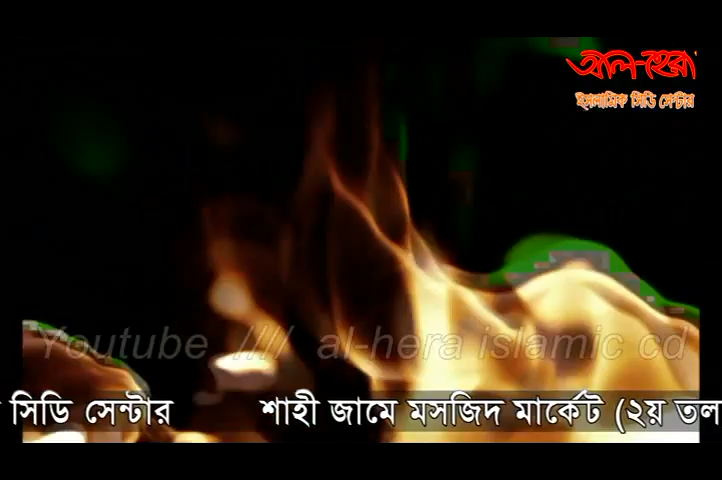 আল-হেরা
ইসলামিক সিডি সেন্টার
Youtube //// al-hera islamic cd
সিডি সেন্টার শাহী জামে মসজিদ মার্কেট (২য় তল